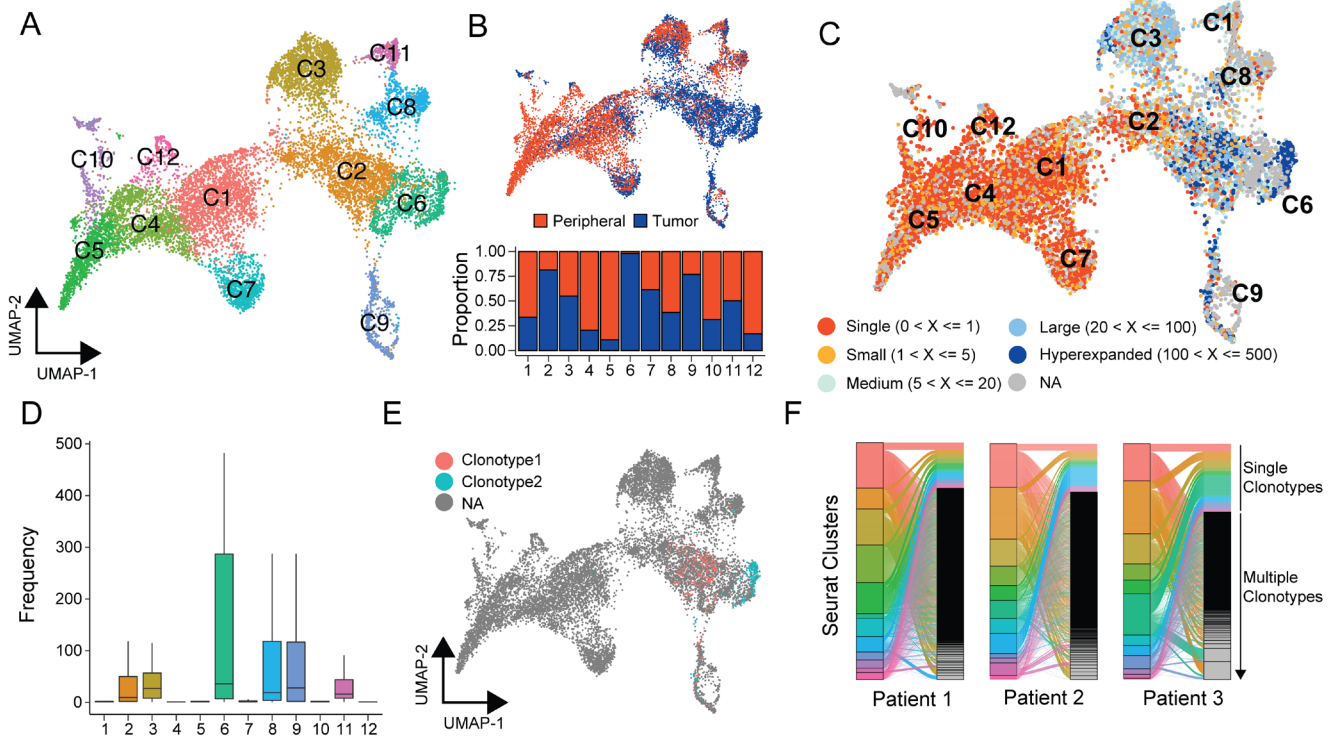 A
C11
C3
C8
C10
C12
C2
C1
C6
C4
C5
C7
C9
UMAP-2
UMAP-1
B
Peripheral
Tumor
1.00
0.75
0.50
0.25
0.00
Proportion
1 2 3 4 5 6 7 8 9 10 11 12
C
C1
C3
C8
C10
C12
C2
C1
C4
C6
C5
C7
C9
Single (0 < X <= 1)
Small (1 < X <= 5)
Medium (5 < X <= 20)
Large (20 < X <= 100)
Hyperexpanded (100 < X <= 500)
NA
D
Frequency
500
400
300
200
100
0
1 2 3 4 5 6 7 8 9 10 11 12
E
Clonotype1
Clonotype2
NA
UMAP-2
UMAP-1
F
Seurat Clusters
Single
Clonotypes
Multiple
Clonotypes
Patient 1
Patient 2
Patient 3